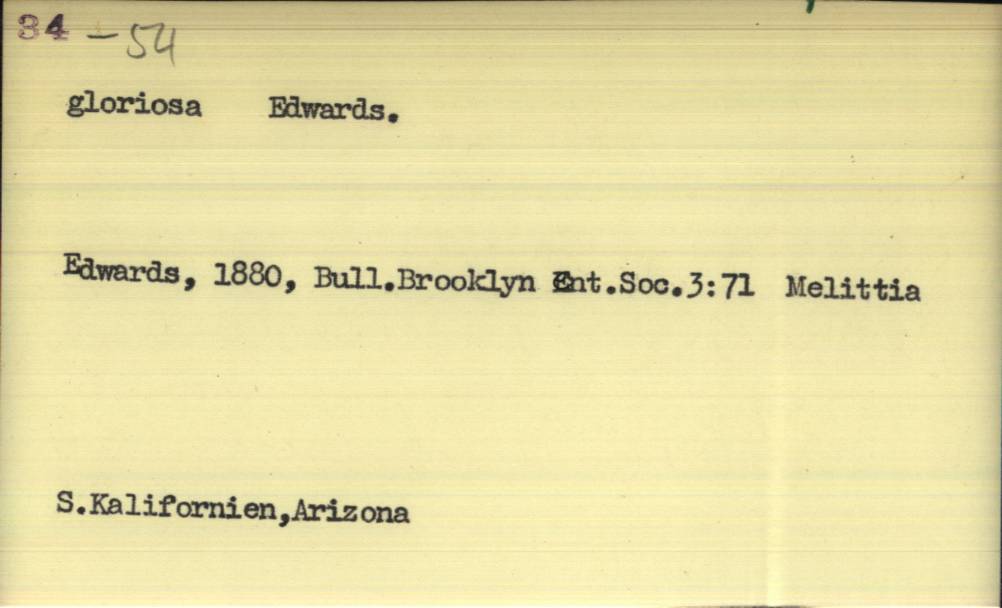 34 – 54
gloriosa Edwards.
Edwards, 1880, Bull.Brooklyn Ent.Soc.3:71 Melittia
S.Kalifornien,Arizona